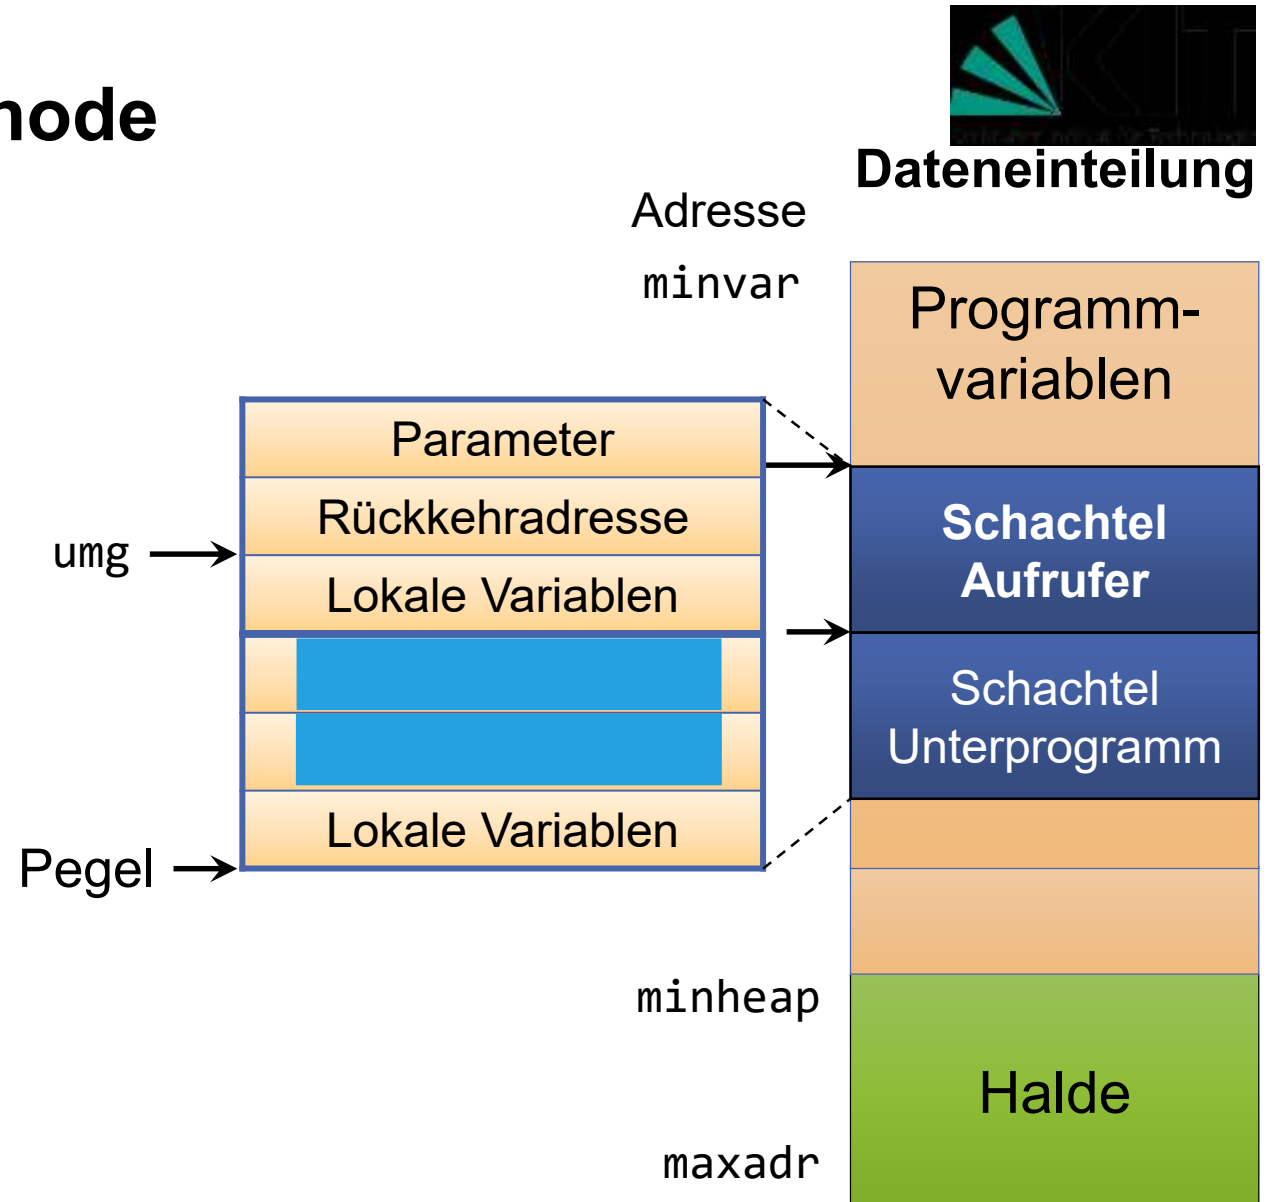 node
Dateneinteilung
Adresse
minvar
Programm-
variablen
Parameter
Rückkehradresse
umg
Lokale Variablen
Schachtel
Aufrufer
Schachtel
Unterprogramm
Lokale Variablen
Pegel
minheap
Halde
maxadr